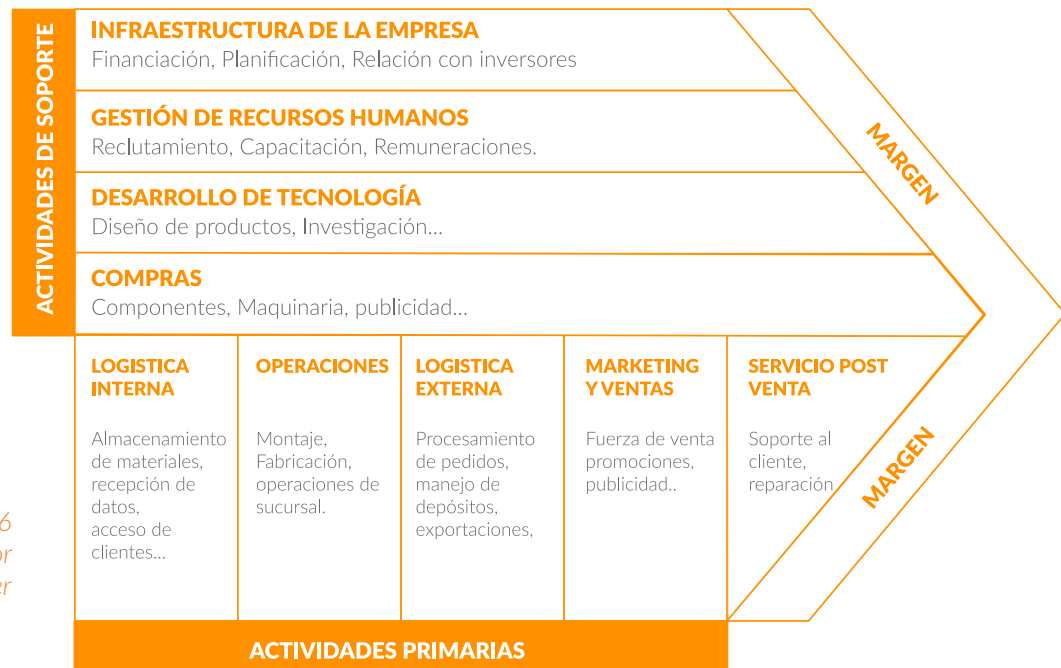 ACTIVIDADES DE SOPORTE
INFRAESTRUCTURA DE LA EMPRESA
Financiación, Planificación, Relación con inversores
GESTIÓN DE RECURSOS HUMANOS
Reclutamiento, Capacitación, Remuneraciones.
DESARROLLO DE TECNOLOGÍA
Diseño de productos, Investigación...
COMPRAS
Componentes, Maquinaria, publicidad...
MARGEN
LOGISTICA
INTERNA
Almacenamiento
de materiales,
recepción de
datos,
acceso de
clientes...
OPERACIONES
Montaje,
Fabricación,
operaciones de
sucursal.
LOGISTICA
EXTERNA
Procesamiento
de pedidos,
manejo de
depósitos,
exportaciones,
MARKETING
Y VENTAS
Fuerza de venta
promociones,
publicidad..
SERVICIO POST
VENTA
Soporte al
cliente,
reparación
MARGEN
6
or
er
ACTIVIDADES PRIMARIAS